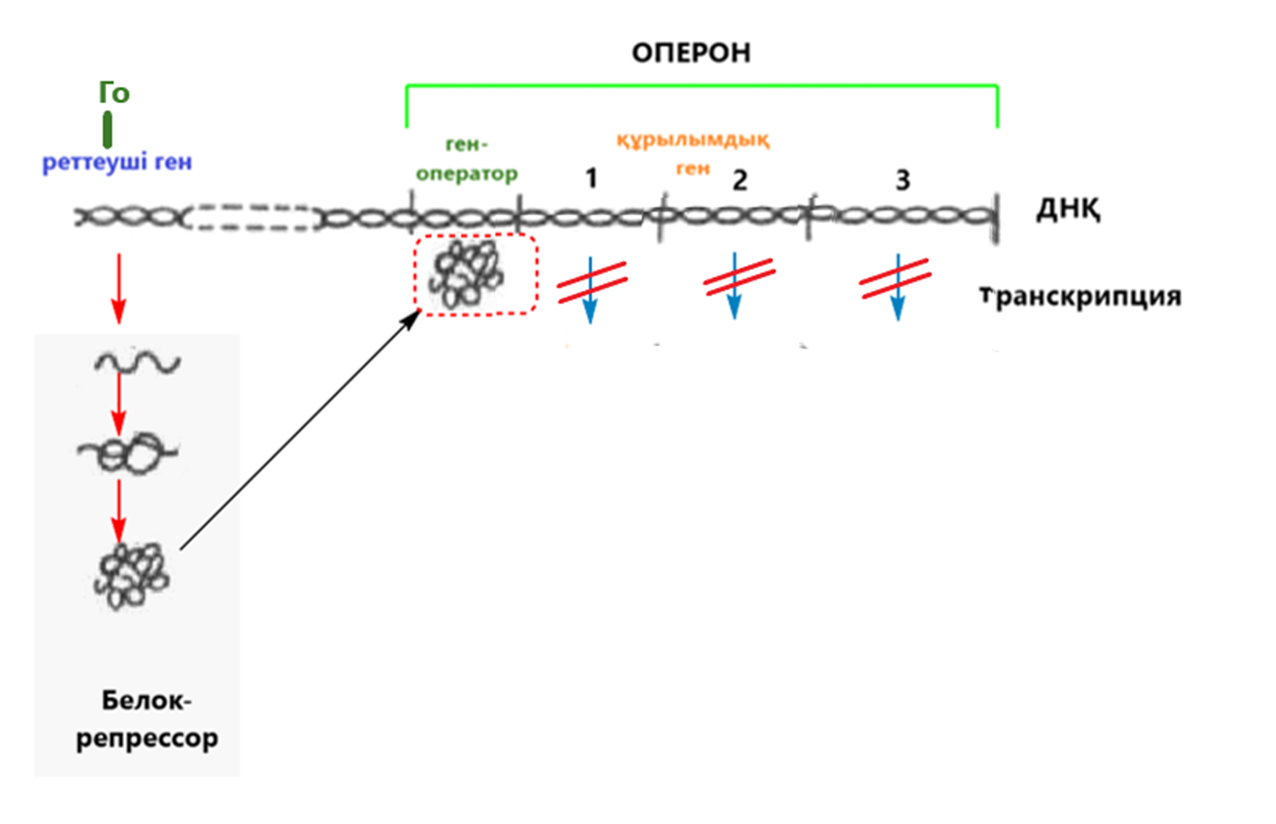 ОПЕРОН
Го
реттеуші ген
ген-
оператор
құрылымдық
ген
1
2
3
ДНҚ
транскрипция
Белок-
репрессор